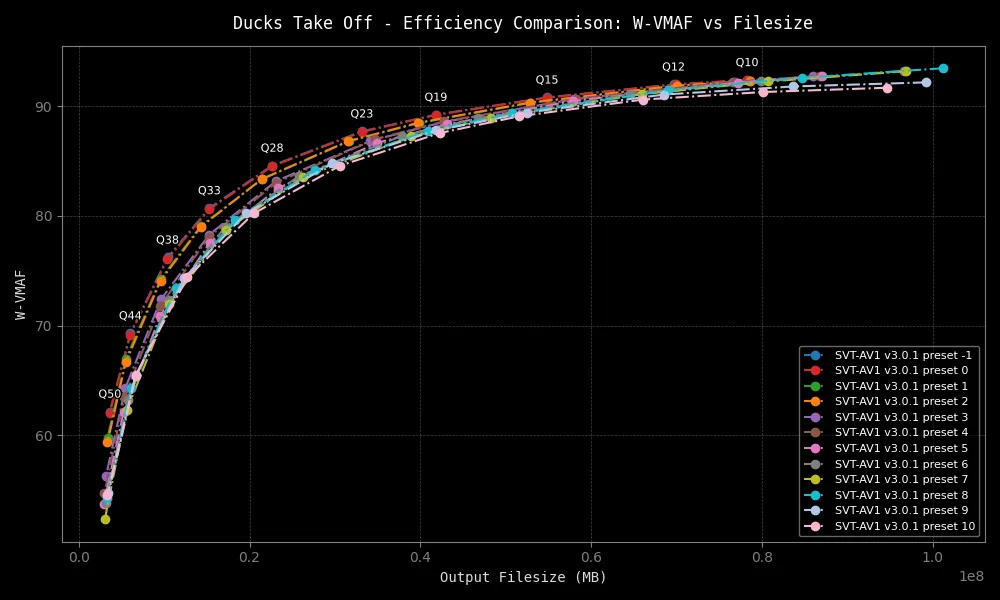 Ducks Take Off - Efficiency Comparison: W-VMAF vs Filesize
Q10
Q12
Q15
Q19
Q23
Q28
Q33
Q38
Q44
Q50
W-VMAF
90
80
70
60
SVT-AV1 v3.0.1 preset -1
SVT-AV1 v3.0.1 preset 0
SVT-AV1 v3.0.1 preset 1
SVT-AV1 v3.0.1 preset 2
SVT-AV1 v3.0.1 preset 3
SVT-AV1 v3.0.1 preset 4
SVT-AV1 v3.0.1 preset 5
SVT-AV1 v3.0.1 preset 6
SVT-AV1 v3.0.1 preset 7
SVT-AV1 v3.0.1 preset 8
SVT-AV1 v3.0.1 preset 9
SVT-AV1 v3.0.1 preset 10
0.0 0.2 0.4 0.6 0.8 1.0
1e8
Output Filesize (MB)